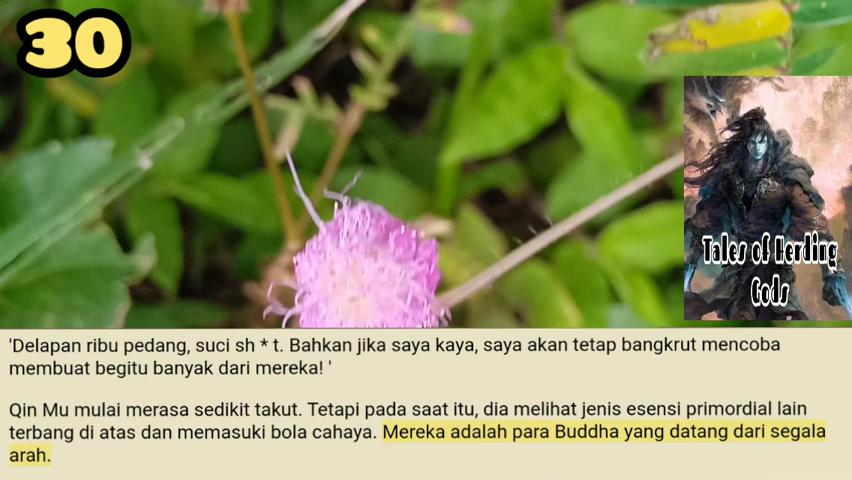 30
Tales of Herding
Gods
'Delapan ribu pedang, suci sh * t. Bahkan jika saya kaya, saya akan tetap bangkrut mencoba
membuat begitu banyak dari mereka! '
Qin Mu mulai merasa sedikit takut. Tetapi pada saat itu, dia melihat jenis esensi primordial lain
terbang di atas dan memasuki bola cahaya. Mereka adalah para Buddha yang datang dari segala
arah.